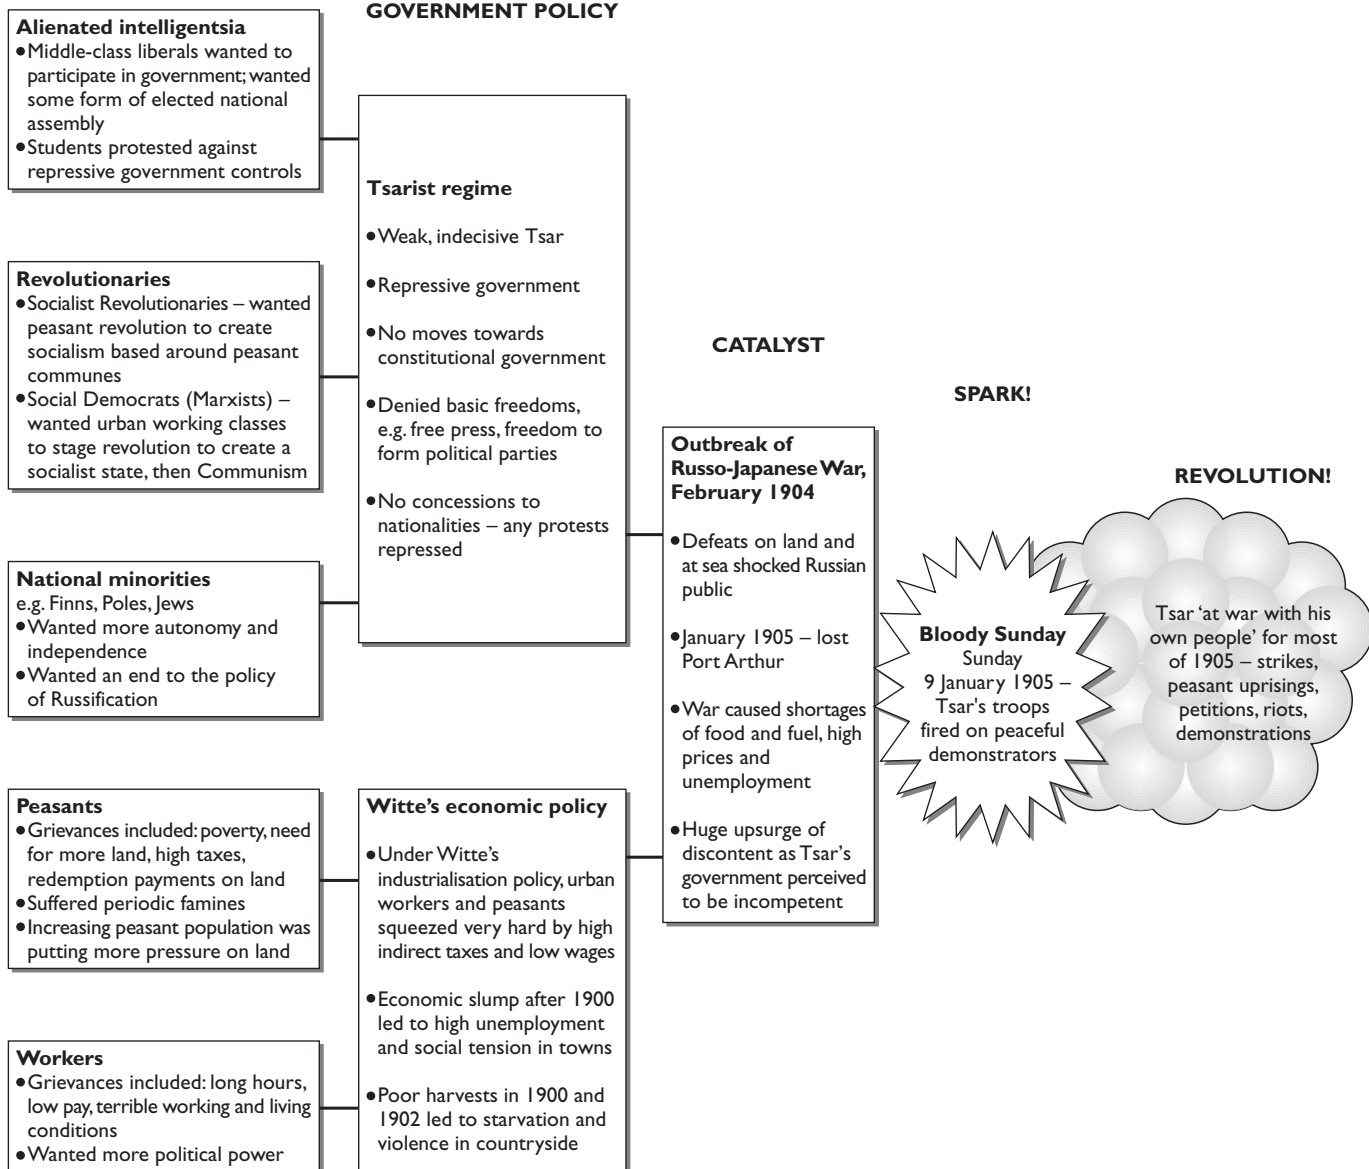 GOVERNMENT POLICY
Alienated intelligentsia
•Middle-class liberals wanted to
participate in government; wanted
some form of elected national
assembly
•Students protested against
repressive government controls
Revolutionaries
•Socialist Revolutionaries – wanted
peasant revolution to create
socialism based around peasant
communes
•Social Democrats (Marxists) –
wanted urban working classes
to stage revolution to create a
socialist state, then Communism
National minorities
e.g. Finns, Poles, Jews
•Wanted more autonomy and
independence
•Wanted an end to the policy
of Russification
Peasants
•Grievances included: poverty, need
for more land, high taxes,
redemption payments on land
•Suffered periodic famines
•Increasing peasant population was
putting more pressure on land
Workers
•Grievances included: long hours,
low pay, terrible working and living
conditions
•Wanted more political power
Tsarist regime
•Weak, indecisive Tsar
•Repressive government
•No moves towards
constitutional government
•Denied basic freedoms,
e.g. free press, freedom to
form political parties
•No concessions to
nationalities – any protests
repressed
Witte's economic policy
•Under Witte's
industrialisation policy, urban
workers and peasants
squeezed very hard by high
indirect taxes and low wages
•Economic slump after 1900
led to high unemployment
and social tension in towns
•Poor harvests in 1900 and
1902 led to starvation and
violence in countryside
CATALYST
Outbreak of
Russo-Japanese War,
February 1904
•Defeats on land and
at sea shocked Russian
public
•January 1905 – lost
Port Arthur
•War caused shortages
of food and fuel, high
prices and
unemployment
•Huge upsurge of
discontent as Tsar's
government perceived
to be incompetent
SPARK!
Bloody Sunday
Sunday
9 January 1905 –
Tsar's troops
fired on peaceful
demonstrators
REVOLUTION!
Tsar 'at war with his
own people' for most
of 1905 – strikes,
peasant uprisings,
petitions, riots,
demonstrations